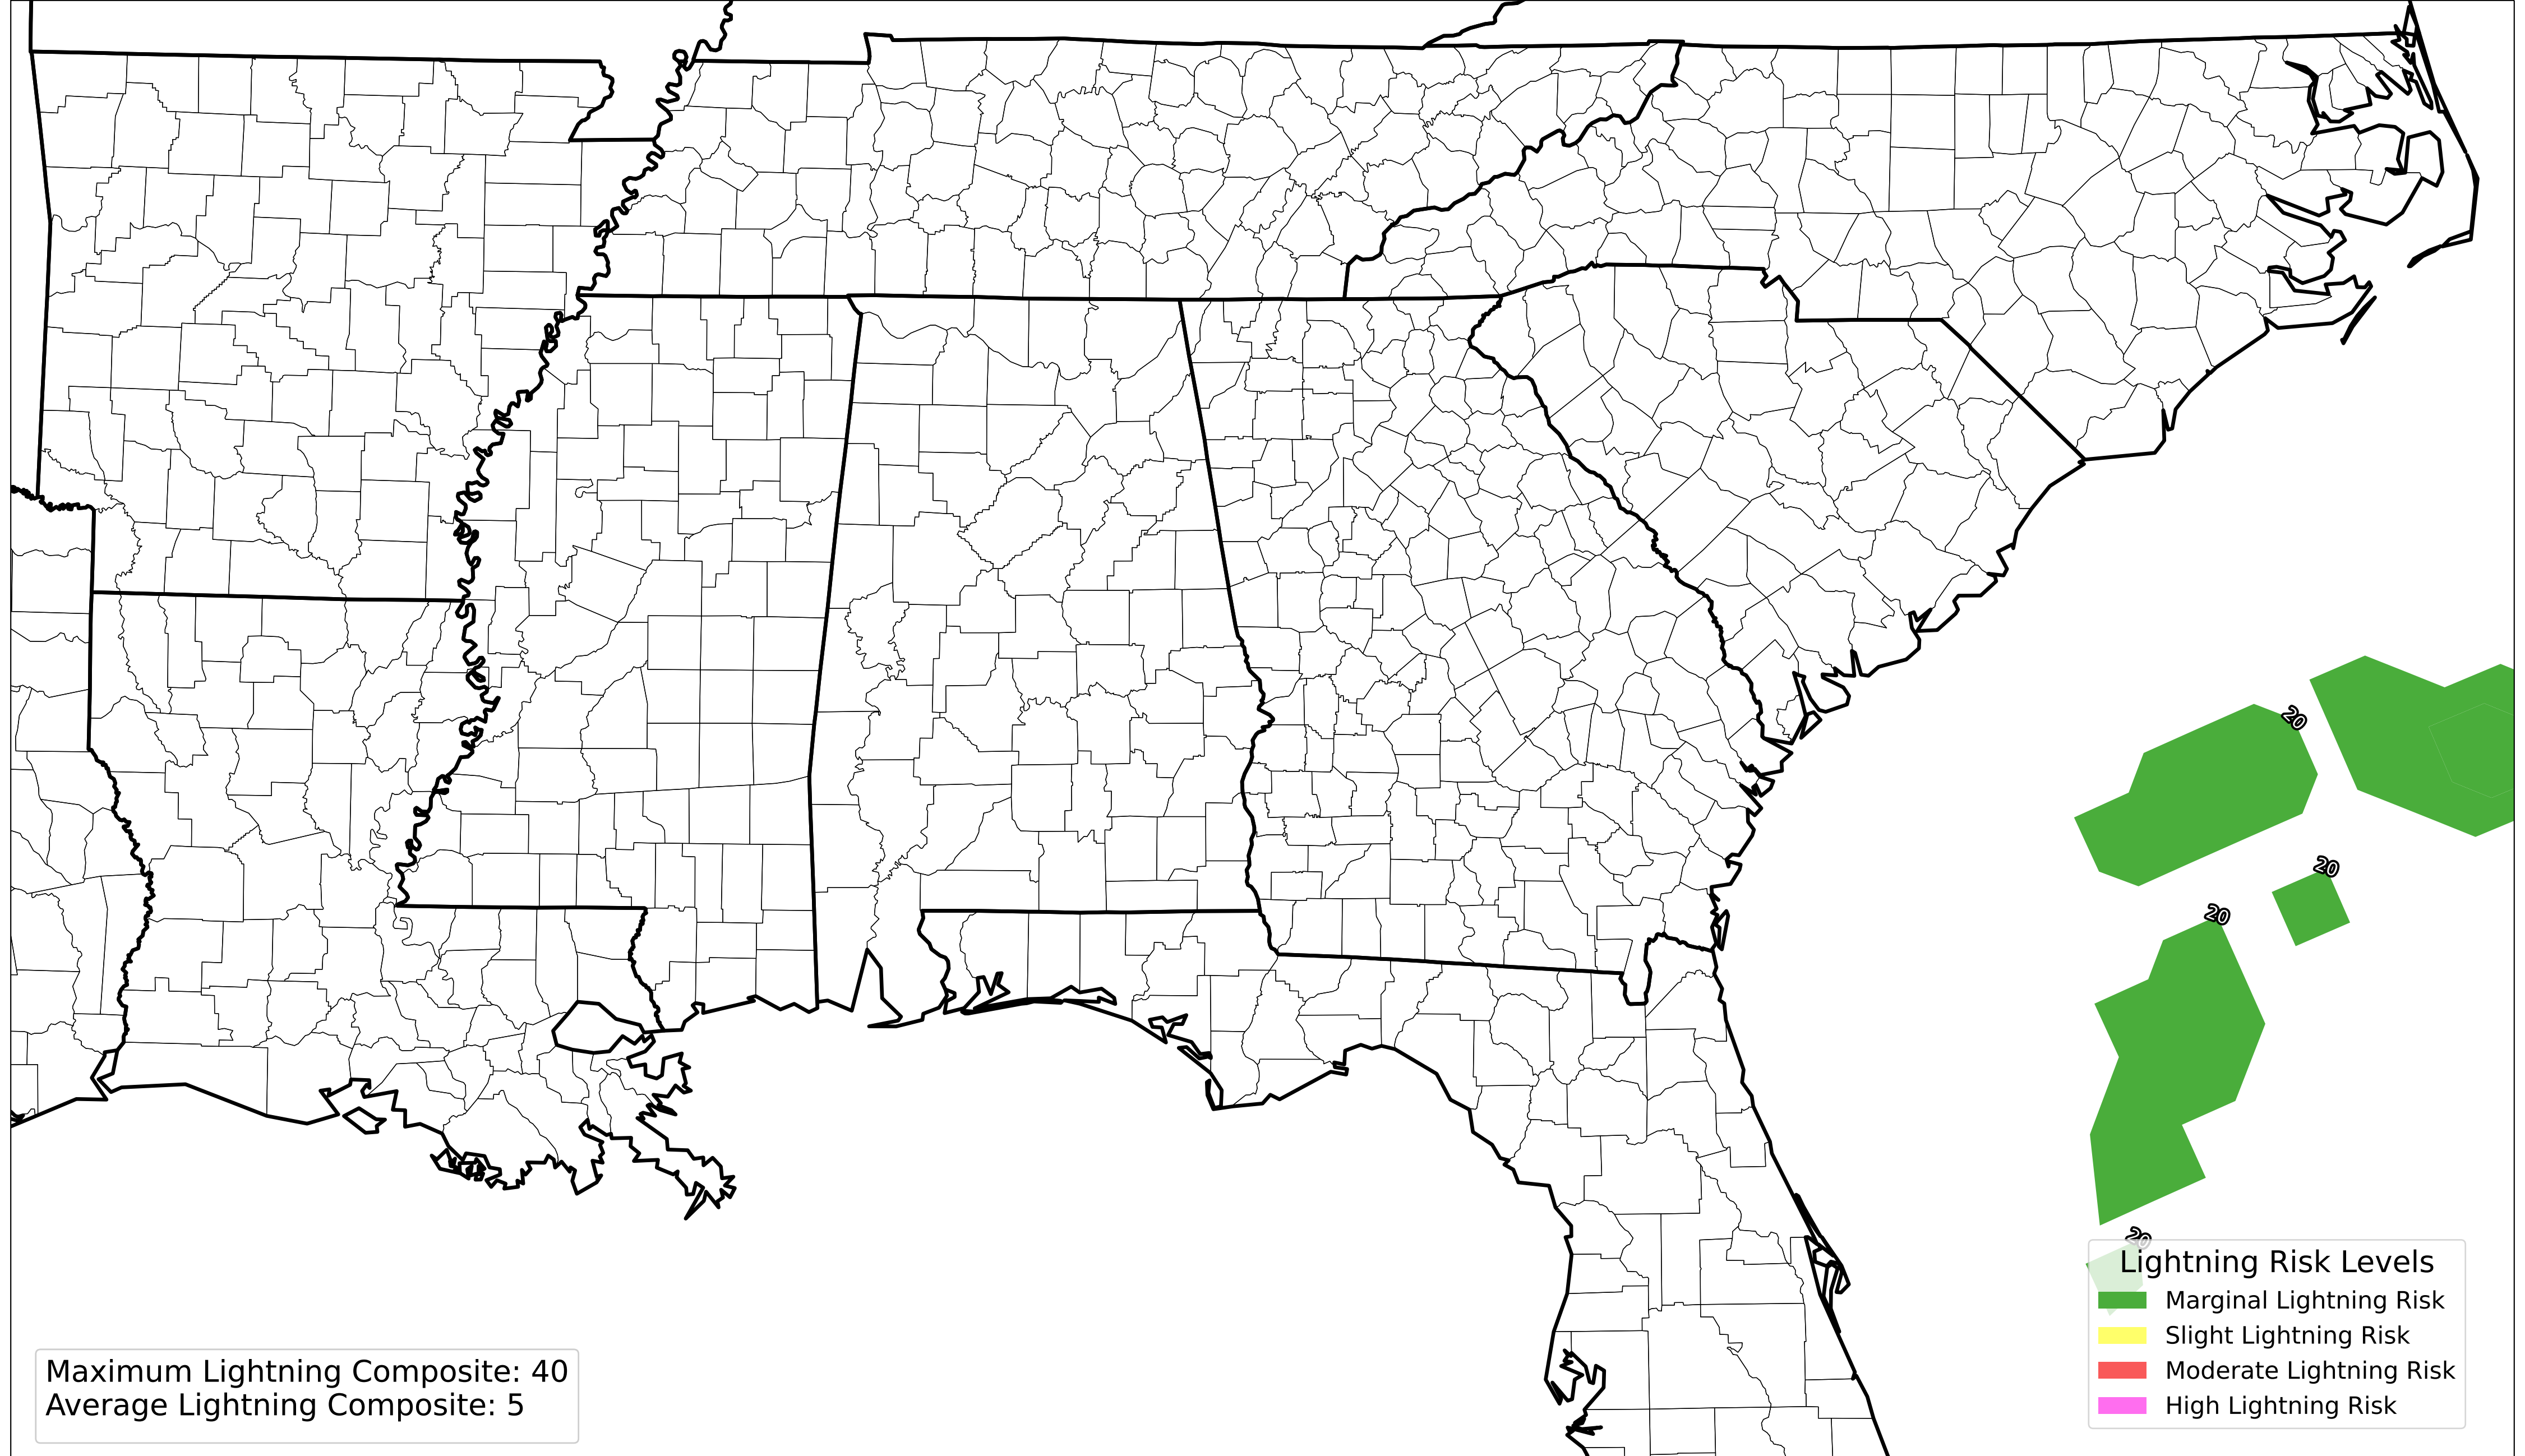 20
20
20
20
Lightning Risk Levels
Marginal Lightning Risk
Slight Lightning Risk
Moderate Lightning Risk
High Lightning Risk
Maximum Lightning Composite: 40
Average Lightning Composite: 5